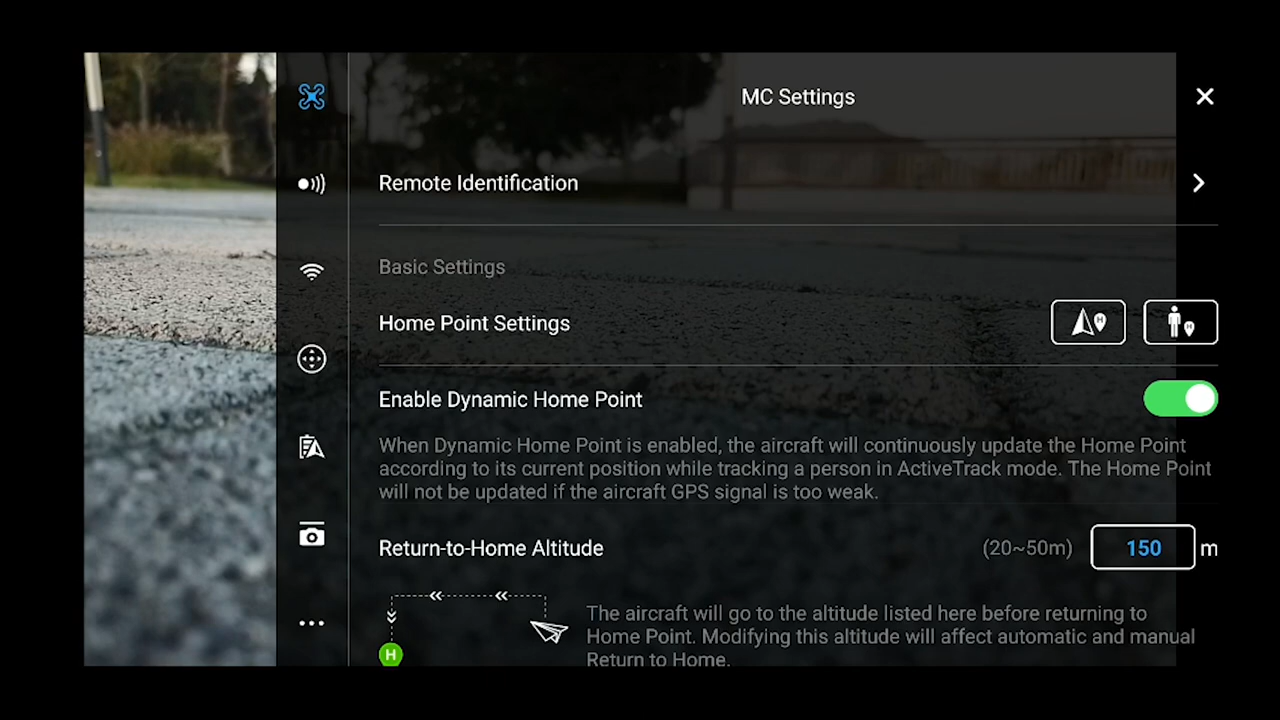 MC Settings
Remote Identification
Basic Settings
Home Point Settings
H
H
Enable Dynamic Home Point
When Dynamic Home Point is enabled, the aircraft will continuously update the Home Point
according to its current position while tracking a person in ActiveTrack mode. The Home Point
will not be updated if the aircraft GPS signal is too weak.
Return-to-Home Altitude (20~50m) 150 m
The aircraft will go to the altitude listed here before returning to
Home Point. Modifying this altitude will affect automatic and manual
Return to Home.
H